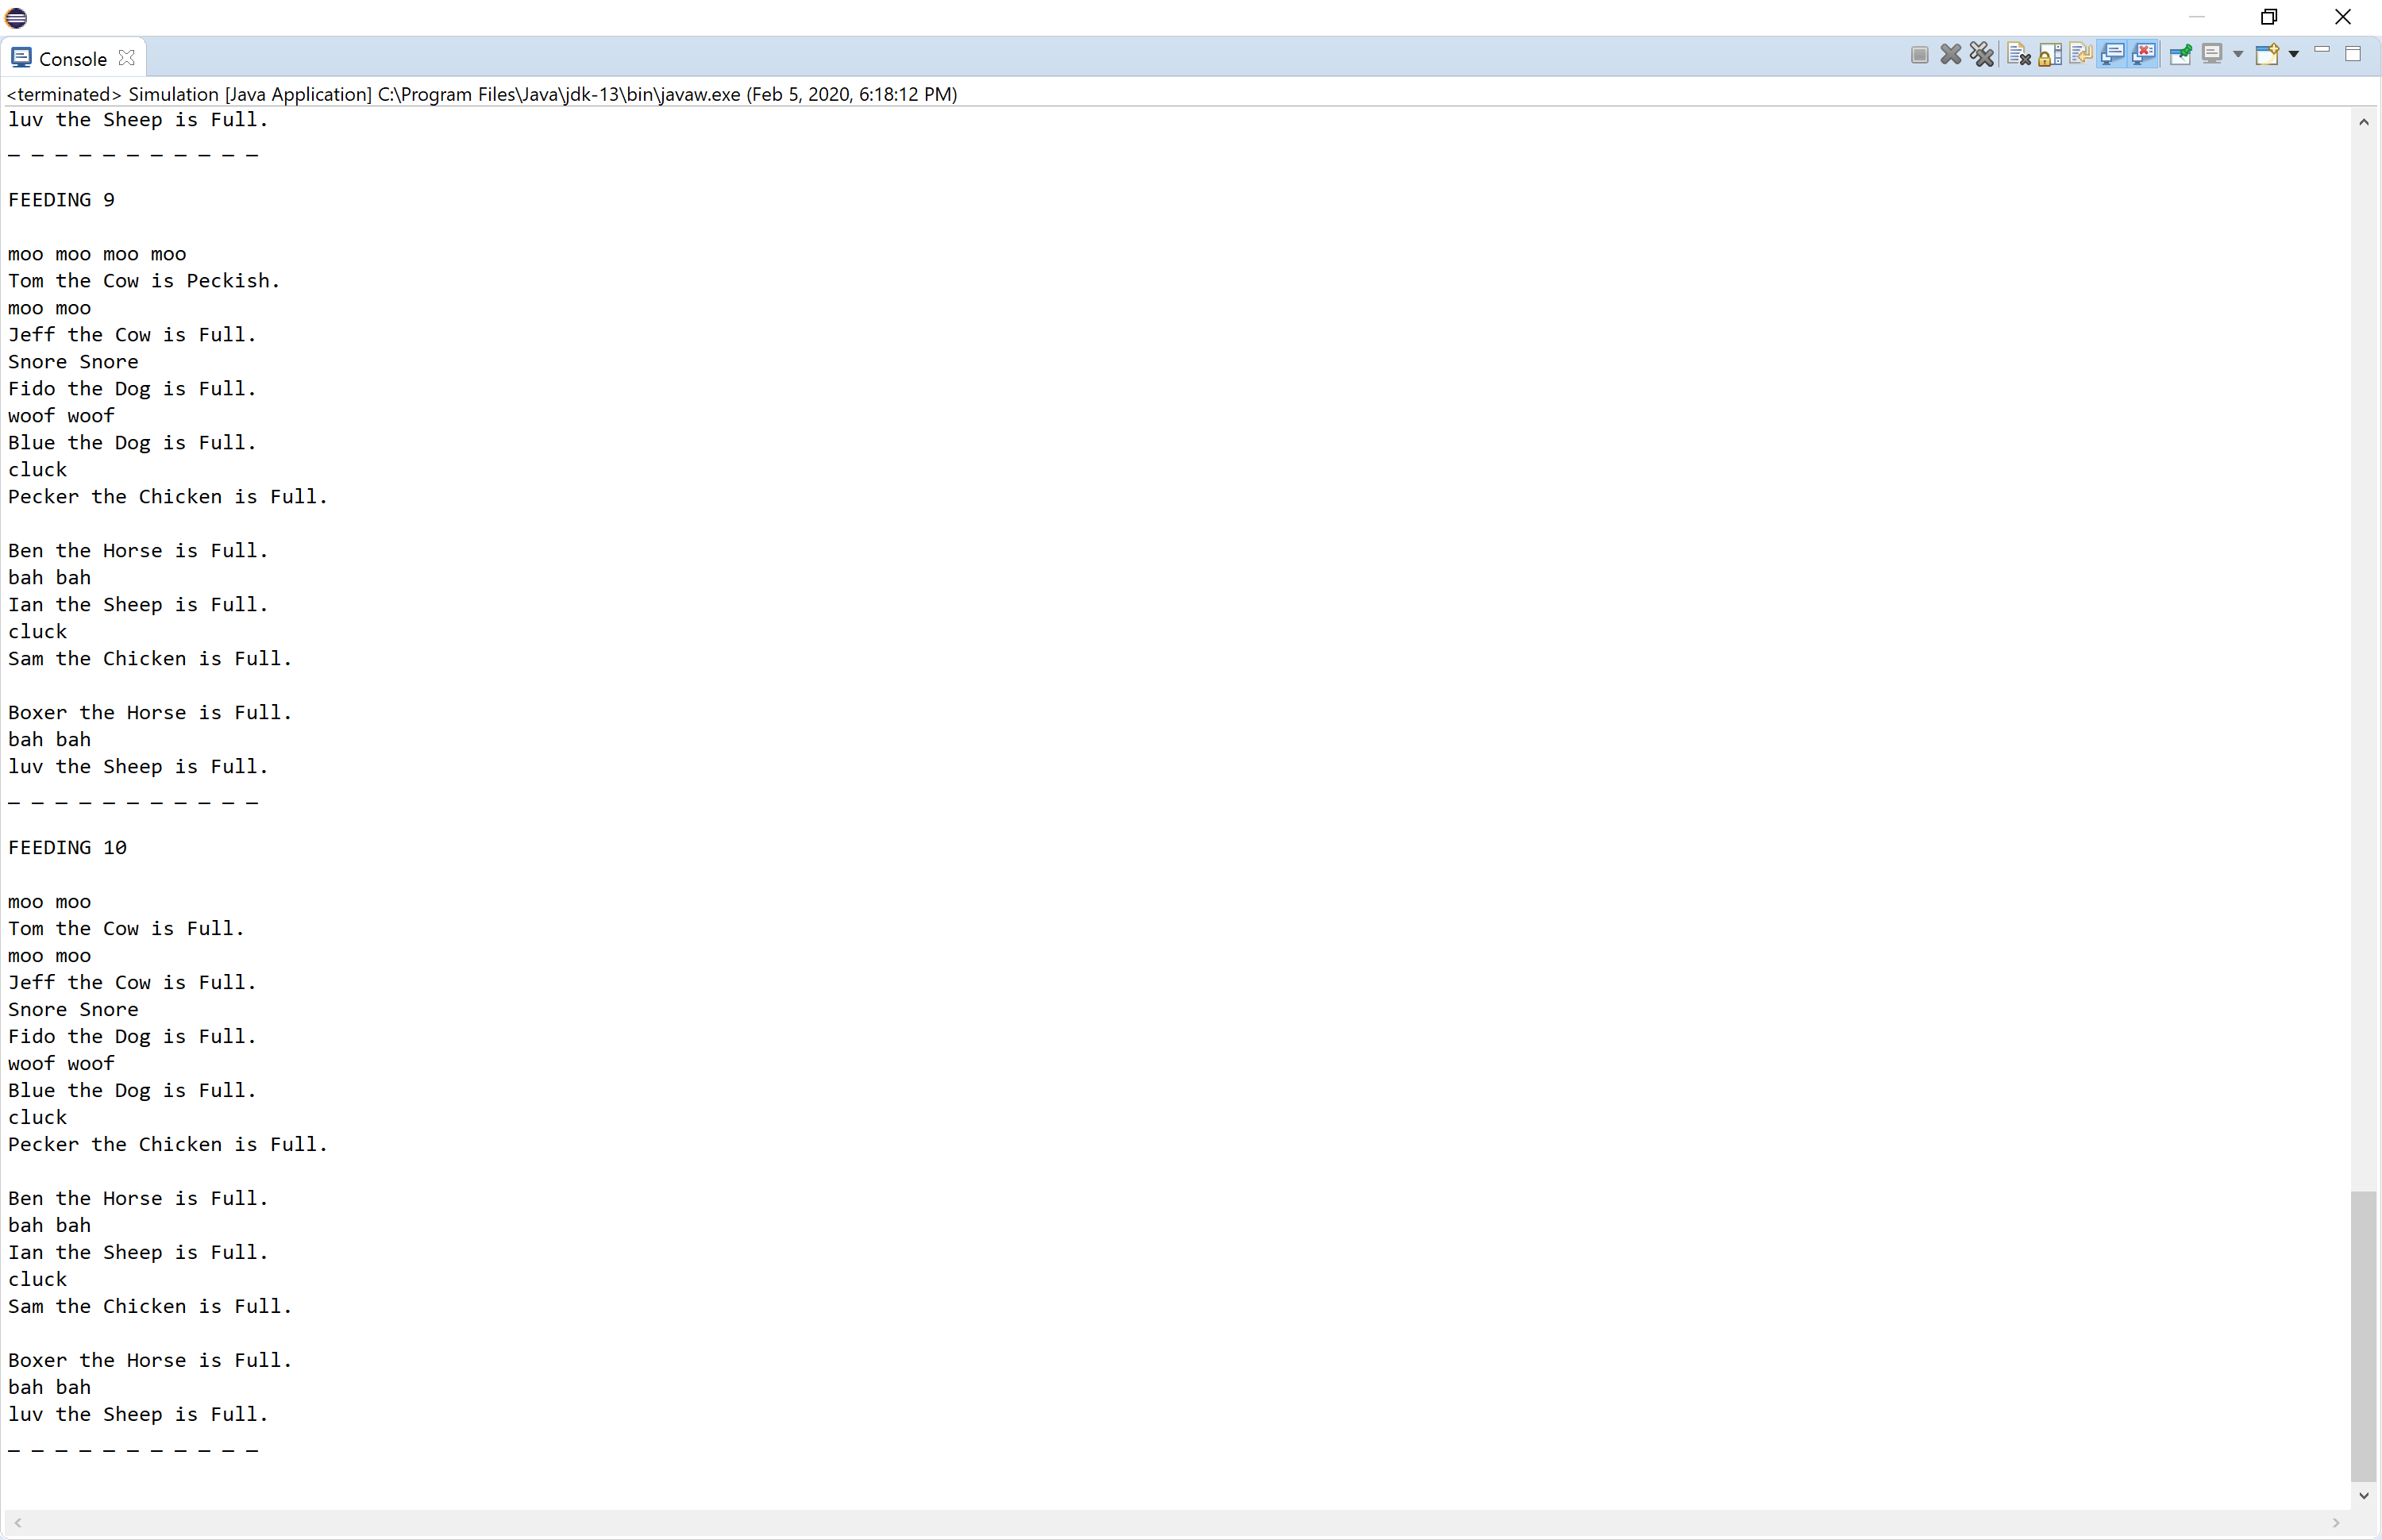 Console
<terminated> Simulation [Java Application] C:\Program Files\Java\jdk-13\bin\javaw.exe (Feb 5, 2020, 6:18:12 PM)
luv the Sheep is Full.
_ _ _ _ _ _ _ _ _ _ _
FEEDING 9
moo moo moo moo
Tom the Cow is Peckish.
moo moo
Jeff the Cow is Full.
Snore Snore
Fido the Dog is Full.
woof woof
Blue the Dog is Full.
cluck
Pecker the Chicken is Full.
Ben the Horse is Full.
bah bah
Ian the Sheep is Full.
cluck
Sam the Chicken is Full.
Boxer the Horse is Full.
bah bah
luv the Sheep is Full.
_ _ _ _ _ _ _ _ _ _ _
FEEDING 10
moo moo
Tom the Cow is Full.
moo moo
Jeff the Cow is Full.
Snore Snore
Fido the Dog is Full.
woof woof
Blue the Dog is Full.
cluck
Pecker the Chicken is Full.
Ben the Horse is Full.
bah bah
Ian the Sheep is Full.
cluck
Sam the Chicken is Full.
Boxer the Horse is Full.
bah bah
luv the Sheep is Full.
_ _ _ _ _ _ _ _ _ _ _